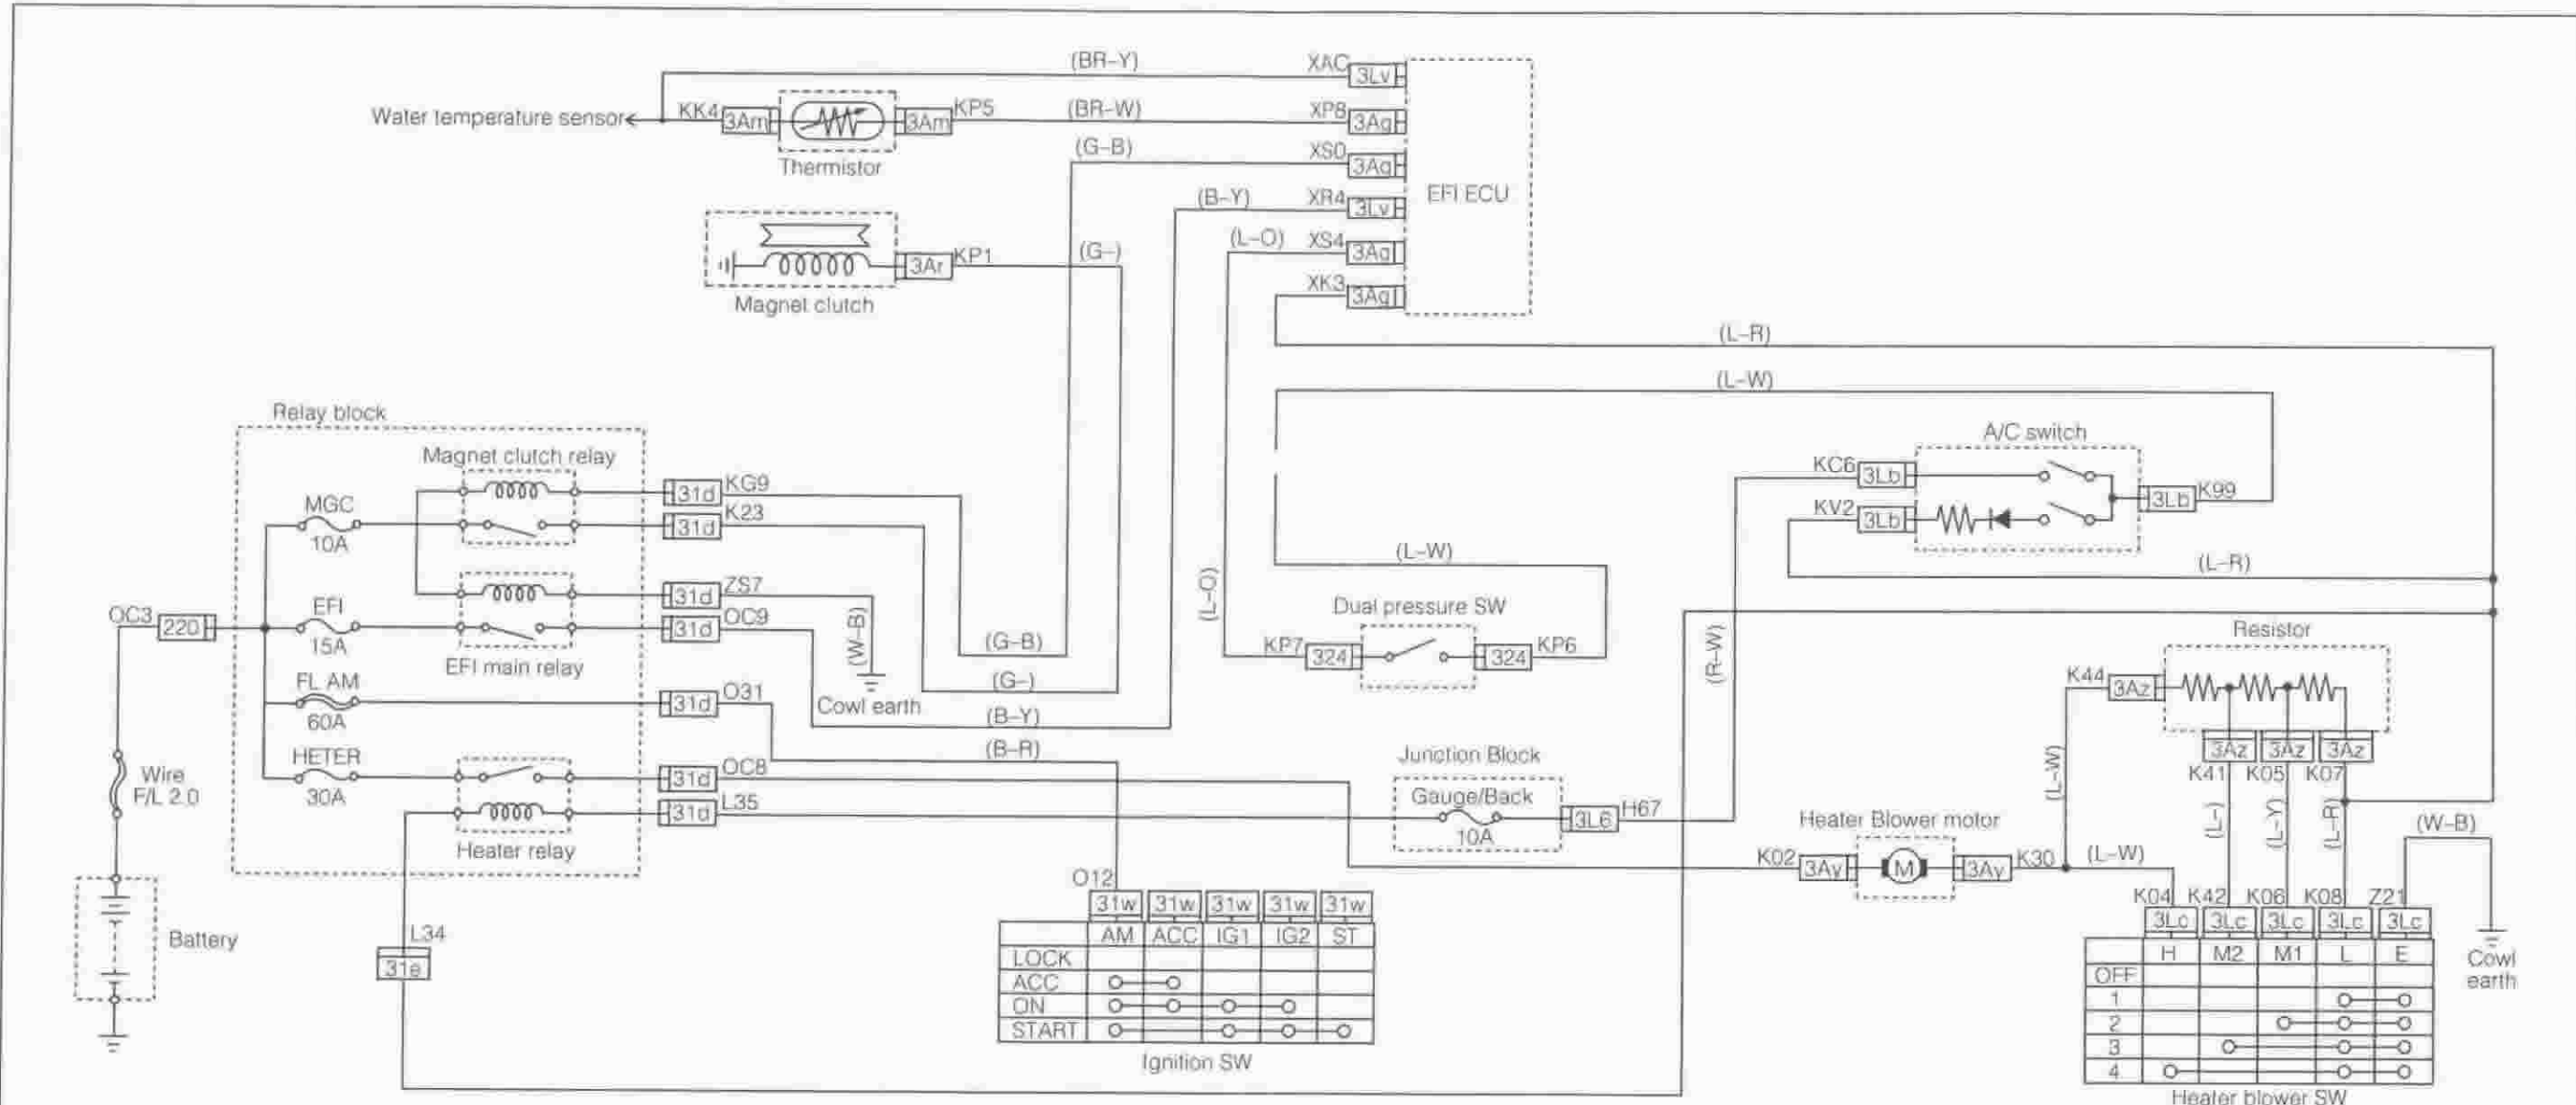 (BR-Y)
XAC
3Lv
Water temperature sensor
KK4
3Am
3Am
KP5
(BR-W)
XP8
3Ag
Thermistor
(G-B)
XSO
3Ag
EFI ECU
(B-Y)
XR4
3Lv
(L-O)
XS4
3Ag
3Ar
KP1
(G-)
Magnet clutch
XK3
3Ag
(L-R)
(L-W)
Relay block
Magnet clutch relay
A/C switch
KC6
3Lb
KV2
3Lb
3Lb
K99
MGC
10A
31d
KG9
31d
K23
(L-W)
(L-R)
(L-O)
Dual pressure SW
KP7
324
324
KP6
OC3
220
EFI
15A
EFI main relay
31d
ZS7
31d
OC9
(W-B)
Cowl earth
(G-B)
(G-)
(B-Y)
(B-R)
(R-W)
Resistor
K44
3Az
3Az
3Az
3Az
K41
K05
K07
FL AM
60A
31d
O31
HETER
30A
31d
OC8
31d
L35
Heater relay
Wire
F/L 2.0
Junction Block
Gauge/Back
10A
3L6
H67
(L-W)
(L-)
(L-Y)
(L-R)
(W-B)
Heater Blower motor
K02
3Ay
M
3Ay
K30
(L-W)
Battery
L34
31e
O12
31w
31w
31w
31w
31w
AM ACC IG1 IG2 ST
LOCK
ACC
ON
START
Ignition SW
K04
K42
K06
K08
Z21
3Lc
3Lc
3Lc
3Lc
3Lc
H M2 M1 L E
OFF
1
2
3
4
Cowl
earth
Heater blower SW